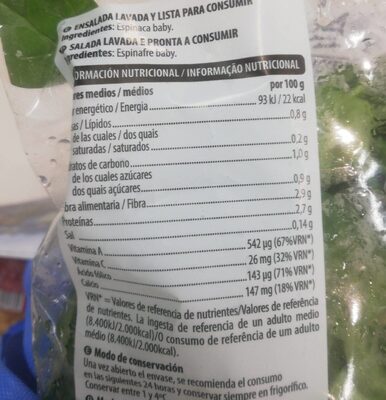 ENSALADA LAVADA Y LISTA PARA CONSUMIR
Ingredientes: Espinaca baby.
SALADA LAVADA E PRONTA A CONSUMIR
Ingredientes: Espinafre baby.
FORMACIÓN NUTRICIONAL / INFORMAÇÃO NUTRICIONAL
res medios / médios por 100 g
r energético / Energia 93 kJ / 22 kcal
as / Lípidos 0,8 g
de las cuales / dos quais
saturadas / saturados 0,2 g
ratos de carbono 1,0 g
de los cuales azúcares
dos quais açúcares 0,9 g
bra alimentaria / Fibra 2,9 g
Proteínas 2,7 g
Sal 0,14 g
Vitamina A 542 µg (67%VRN*)
Vitamina C 26 mg (32% VRN*)
Ácido fólico 143 µg (71% VRN*)
Calcio 147 mg (18% VRN*)
VRN* = Valores de referencia de nutrientes/Valores de referência
de nutrientes. La ingesta de referencia de un adulto medio
(8.400kJ/2.000kcal)/O consumo de referência de um adulto
médio (8.400kJ/2.000kcal).
E Modo de conservación
Una vez abierto el envase, se recomienda el consumo
en las siguientes 24 horas y conservar siempre en frigorífico.
Conservar entre 1 y 4ºC